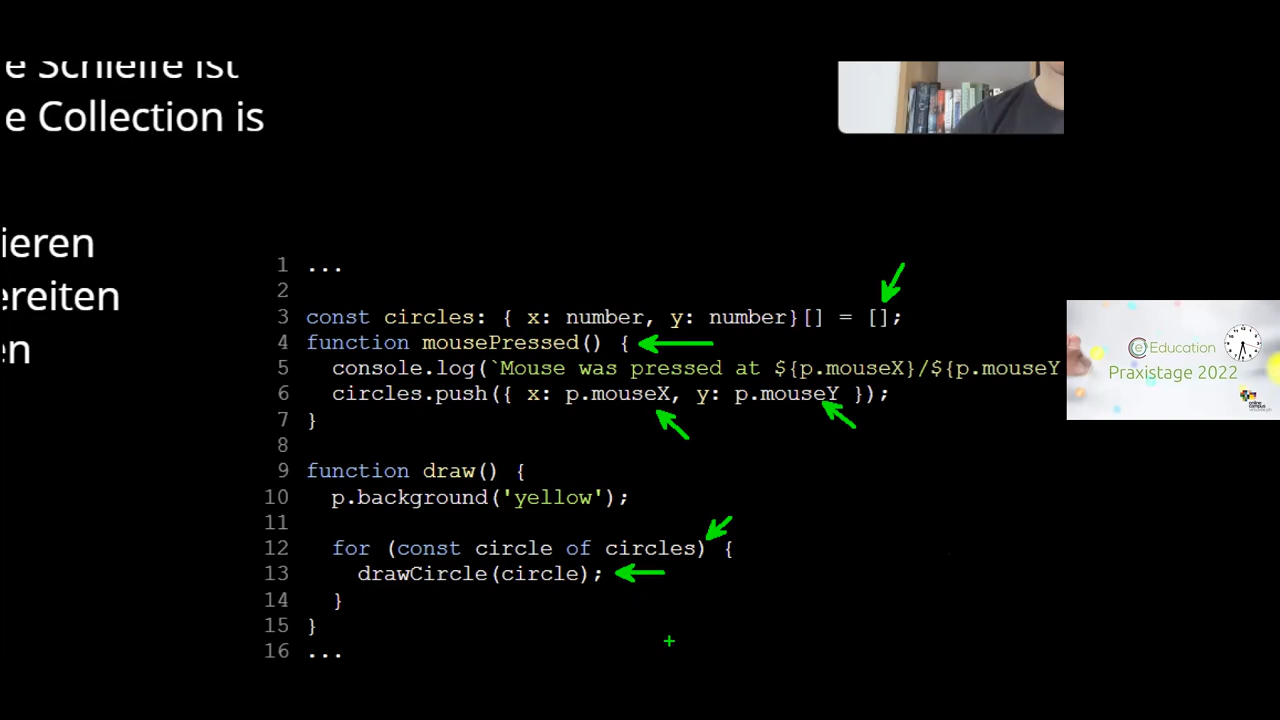 e Schleife ist
e Collection is
ieren
ereiten
en
1 ...
2
3 const circles: { x: number, y: number}[] = [];
4 function mousePressed() {
5 console.log(`Mouse was pressed at ${p.mouseX}/${p.mouseY
6 circles.push({ x: p.mouseX, y: p.mouseY });
7 }
8
9 function draw() {
10 p.background('yellow');
11
12 for (const circle of circles) {
13 drawCircle(circle);
14 }
15 }
16 ...
e Education
Praxistage 2022